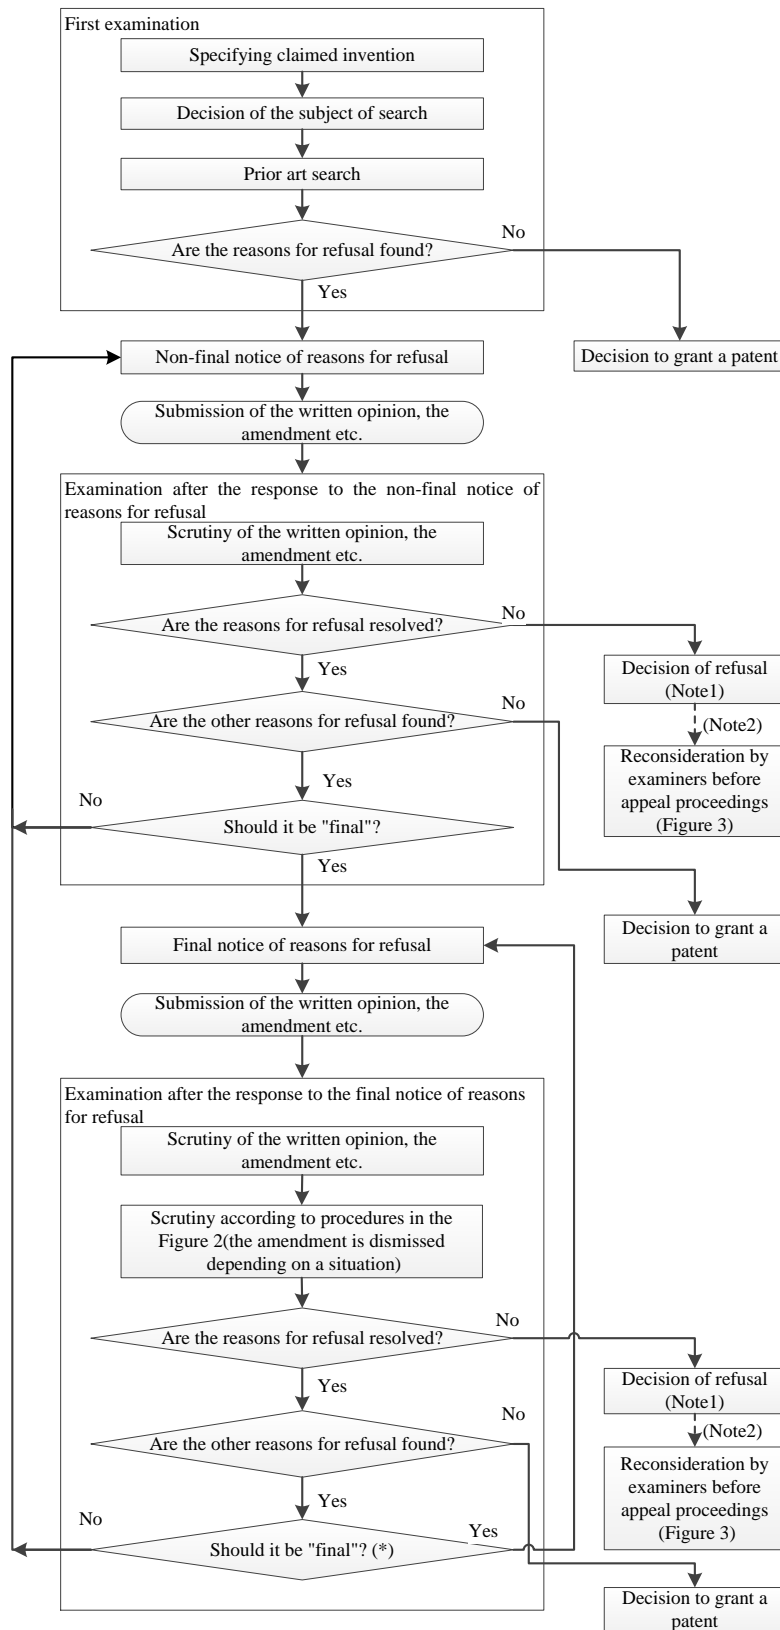 First examination
Specifying claimed invention
Decision of the subject of search
Prior art search
No
Are the reasons for refusal found?
Yes
Non-final notice of reasons for refusal
Decision to grant a patent
Submission of the written opinion, the
amendment etc.
Examination after the response to the non-final notice of
reasons for refusal
Scrutiny of the written opinion, the
amendment etc.
No
Are the reasons for refusal resolved?
Yes
Decision of refusal
(Note1)
No
Are the other reasons for refusal found?
(Note2)
Reconsideration by
examiners before
appeal proceedings
(Figure 3)
Yes
No
Should it be "final"?
Yes
Decision to grant a
patent
Final notice of reasons for refusal
Submission of the written opinion, the
amendment etc.
Examination after the response to the final notice of reasons
for refusal
Scrutiny of the written opinion, the
amendment etc.
Scrutiny according to procedures in the
Figure 2(the amendment is dismissed
depending on a situation)
No
Are the reasons for refusal resolved?
Yes
Decision of refusal
(Note1)
No
Are the other reasons for refusal found?
(Note2)
Reconsideration by
examiners before
appeal proceedings
(Figure 3)
Yes
No
Yes
Should it be "final"? (*)
Decision to grant a
patent